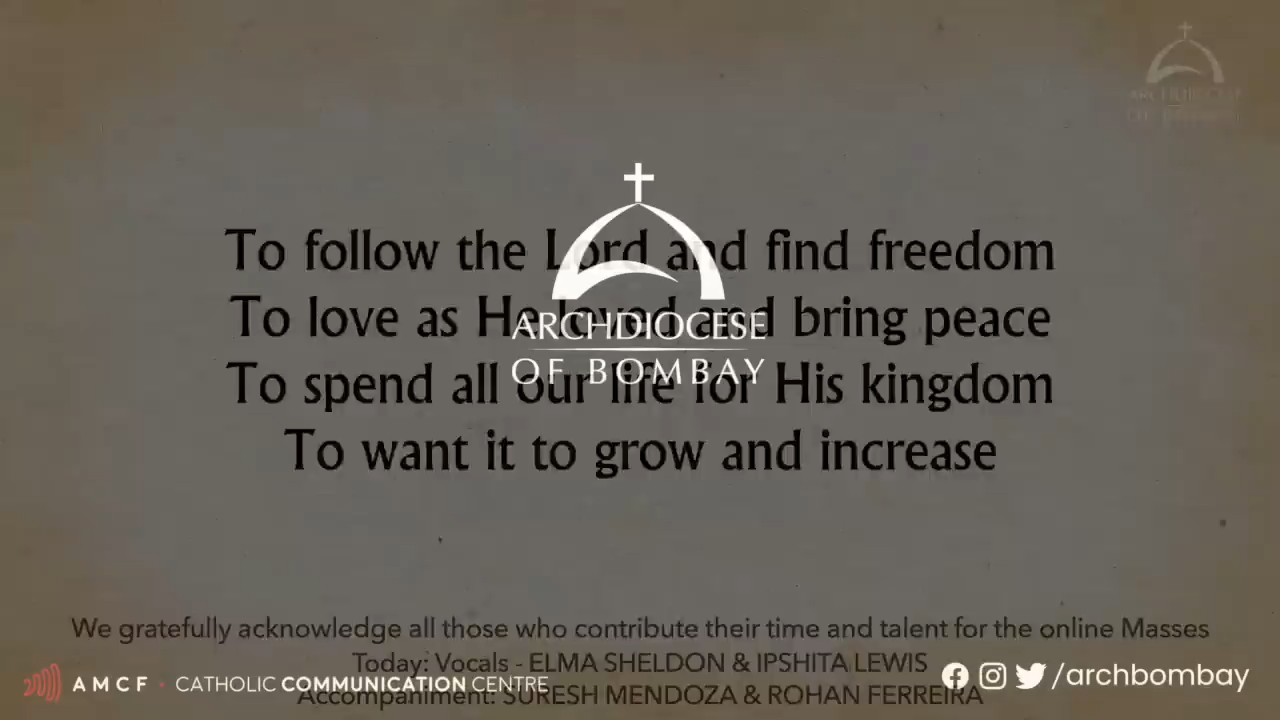 ARCHDIOCESE
OF BOMBAY
To follow the Lord and find freedom
To love as He loved and bring peace
ARCHDIOCESE
To spend all our life for His kingdom
OF BOMBAY
To want it to grow and increase
We gratefully acknowledge all those who contribute their time and talent for the online Masses
Today: Vocals - ELMA SHELDON & IPSHITA LEWIS
AMCF · CATHOLIC COMMUNICATION CENTRE
/archbombay
Accompaniment: SURESH MENDOZA & ROHAN FERREIRA